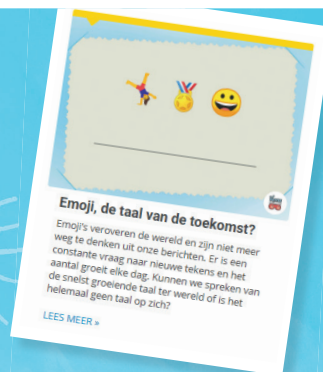 Emoji, de taal van de toekomst?
Emoji's veroveren de wereld en zijn niet meer
weg te denken uit onze berichten. Er is een
constante vraag naar nieuwe tekens en het
aantal groeit elke dag. Kunnen we spreken van
de snelst groeiende taal ter wereld of is het
helemaal geen taal op zich?
LEES MEER »